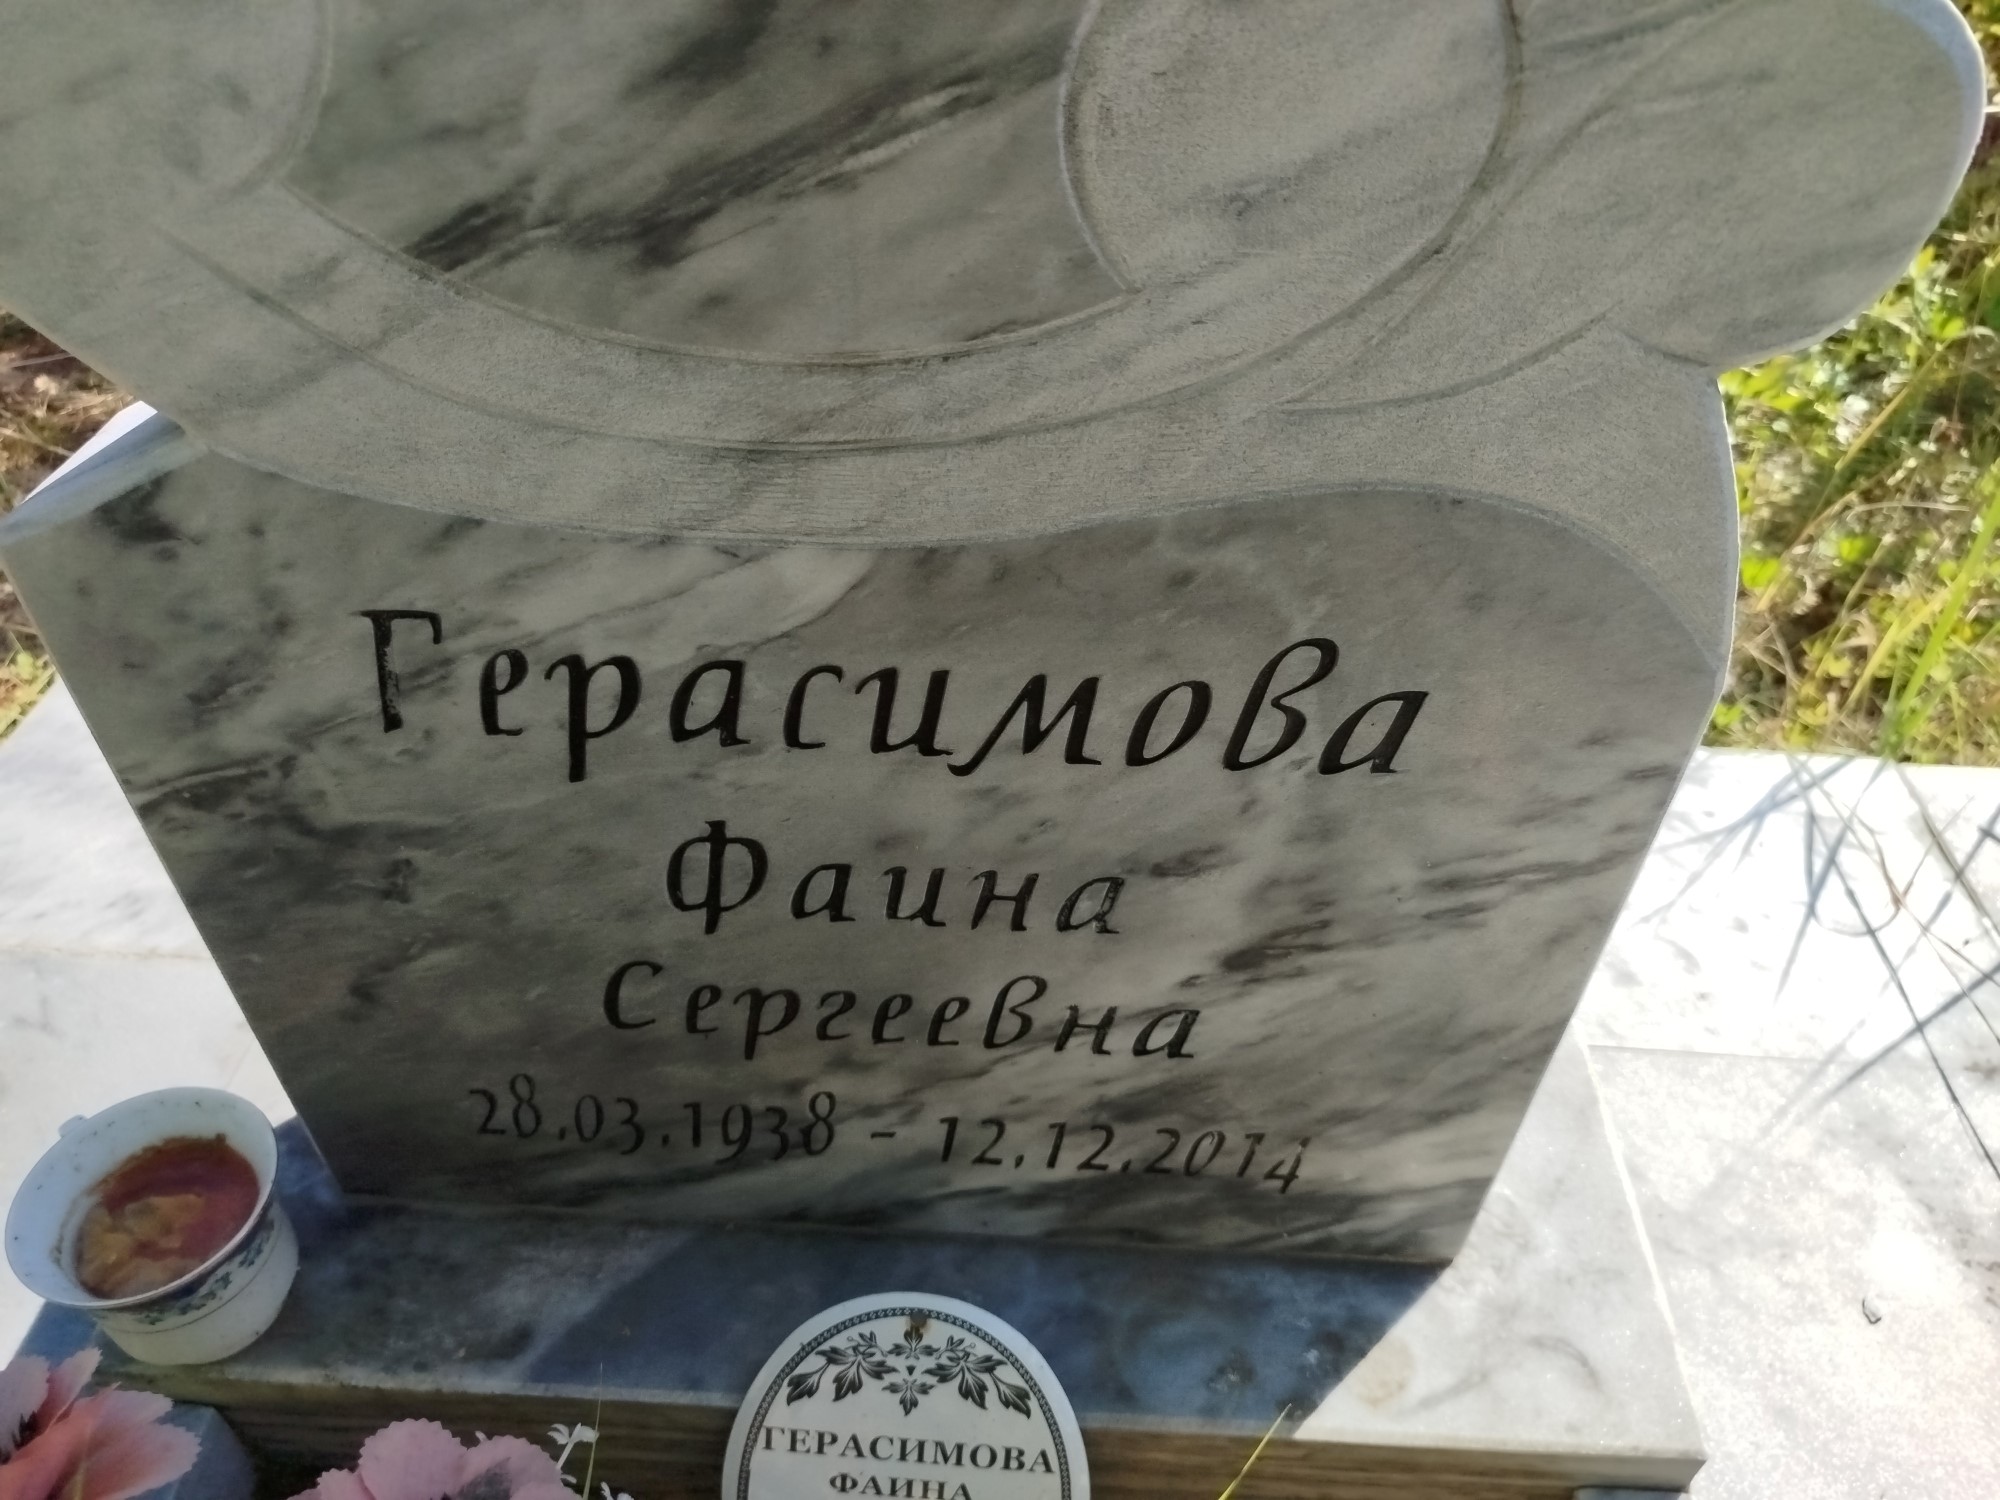 Герасимова
Фаина
Сергеевна
28.03.1938 - 12.12.2014
ГЕРАСИМОВА
ФАИНА